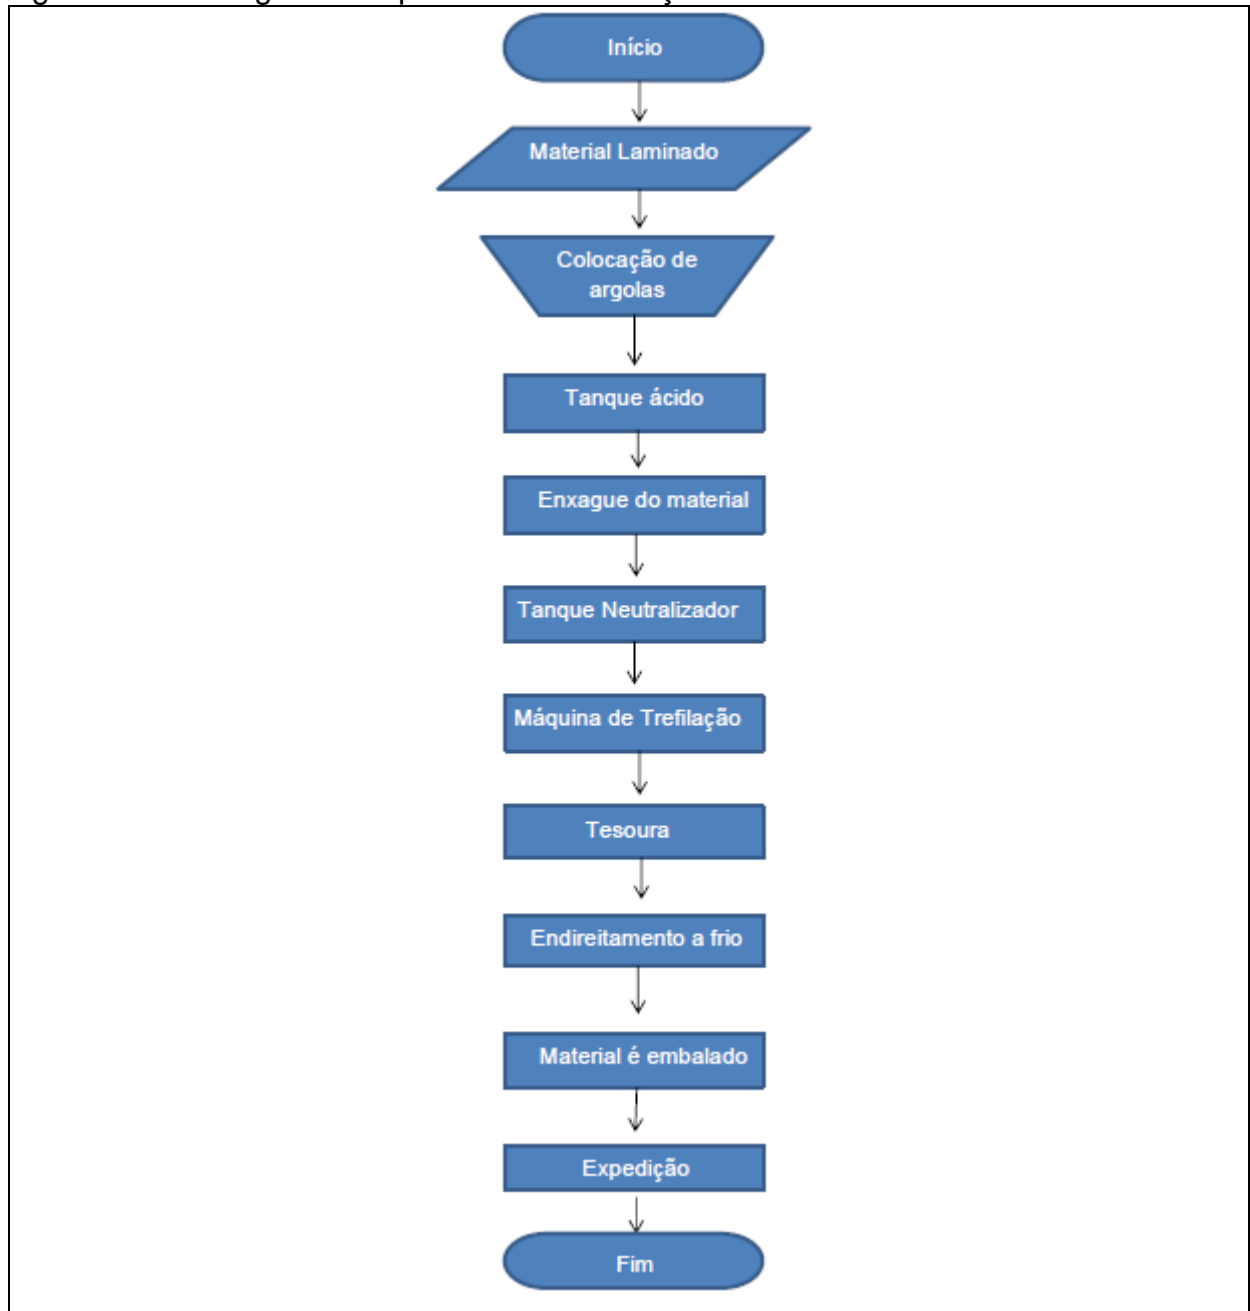 Início
Material Laminado
Colocação de
argolas
Tanque ácido
Enxague do material
Tanque Neutralizador
Máquina de Trefilação
Tesoura
Endireitamento a frio
Material é embalado
Expedição
Fim